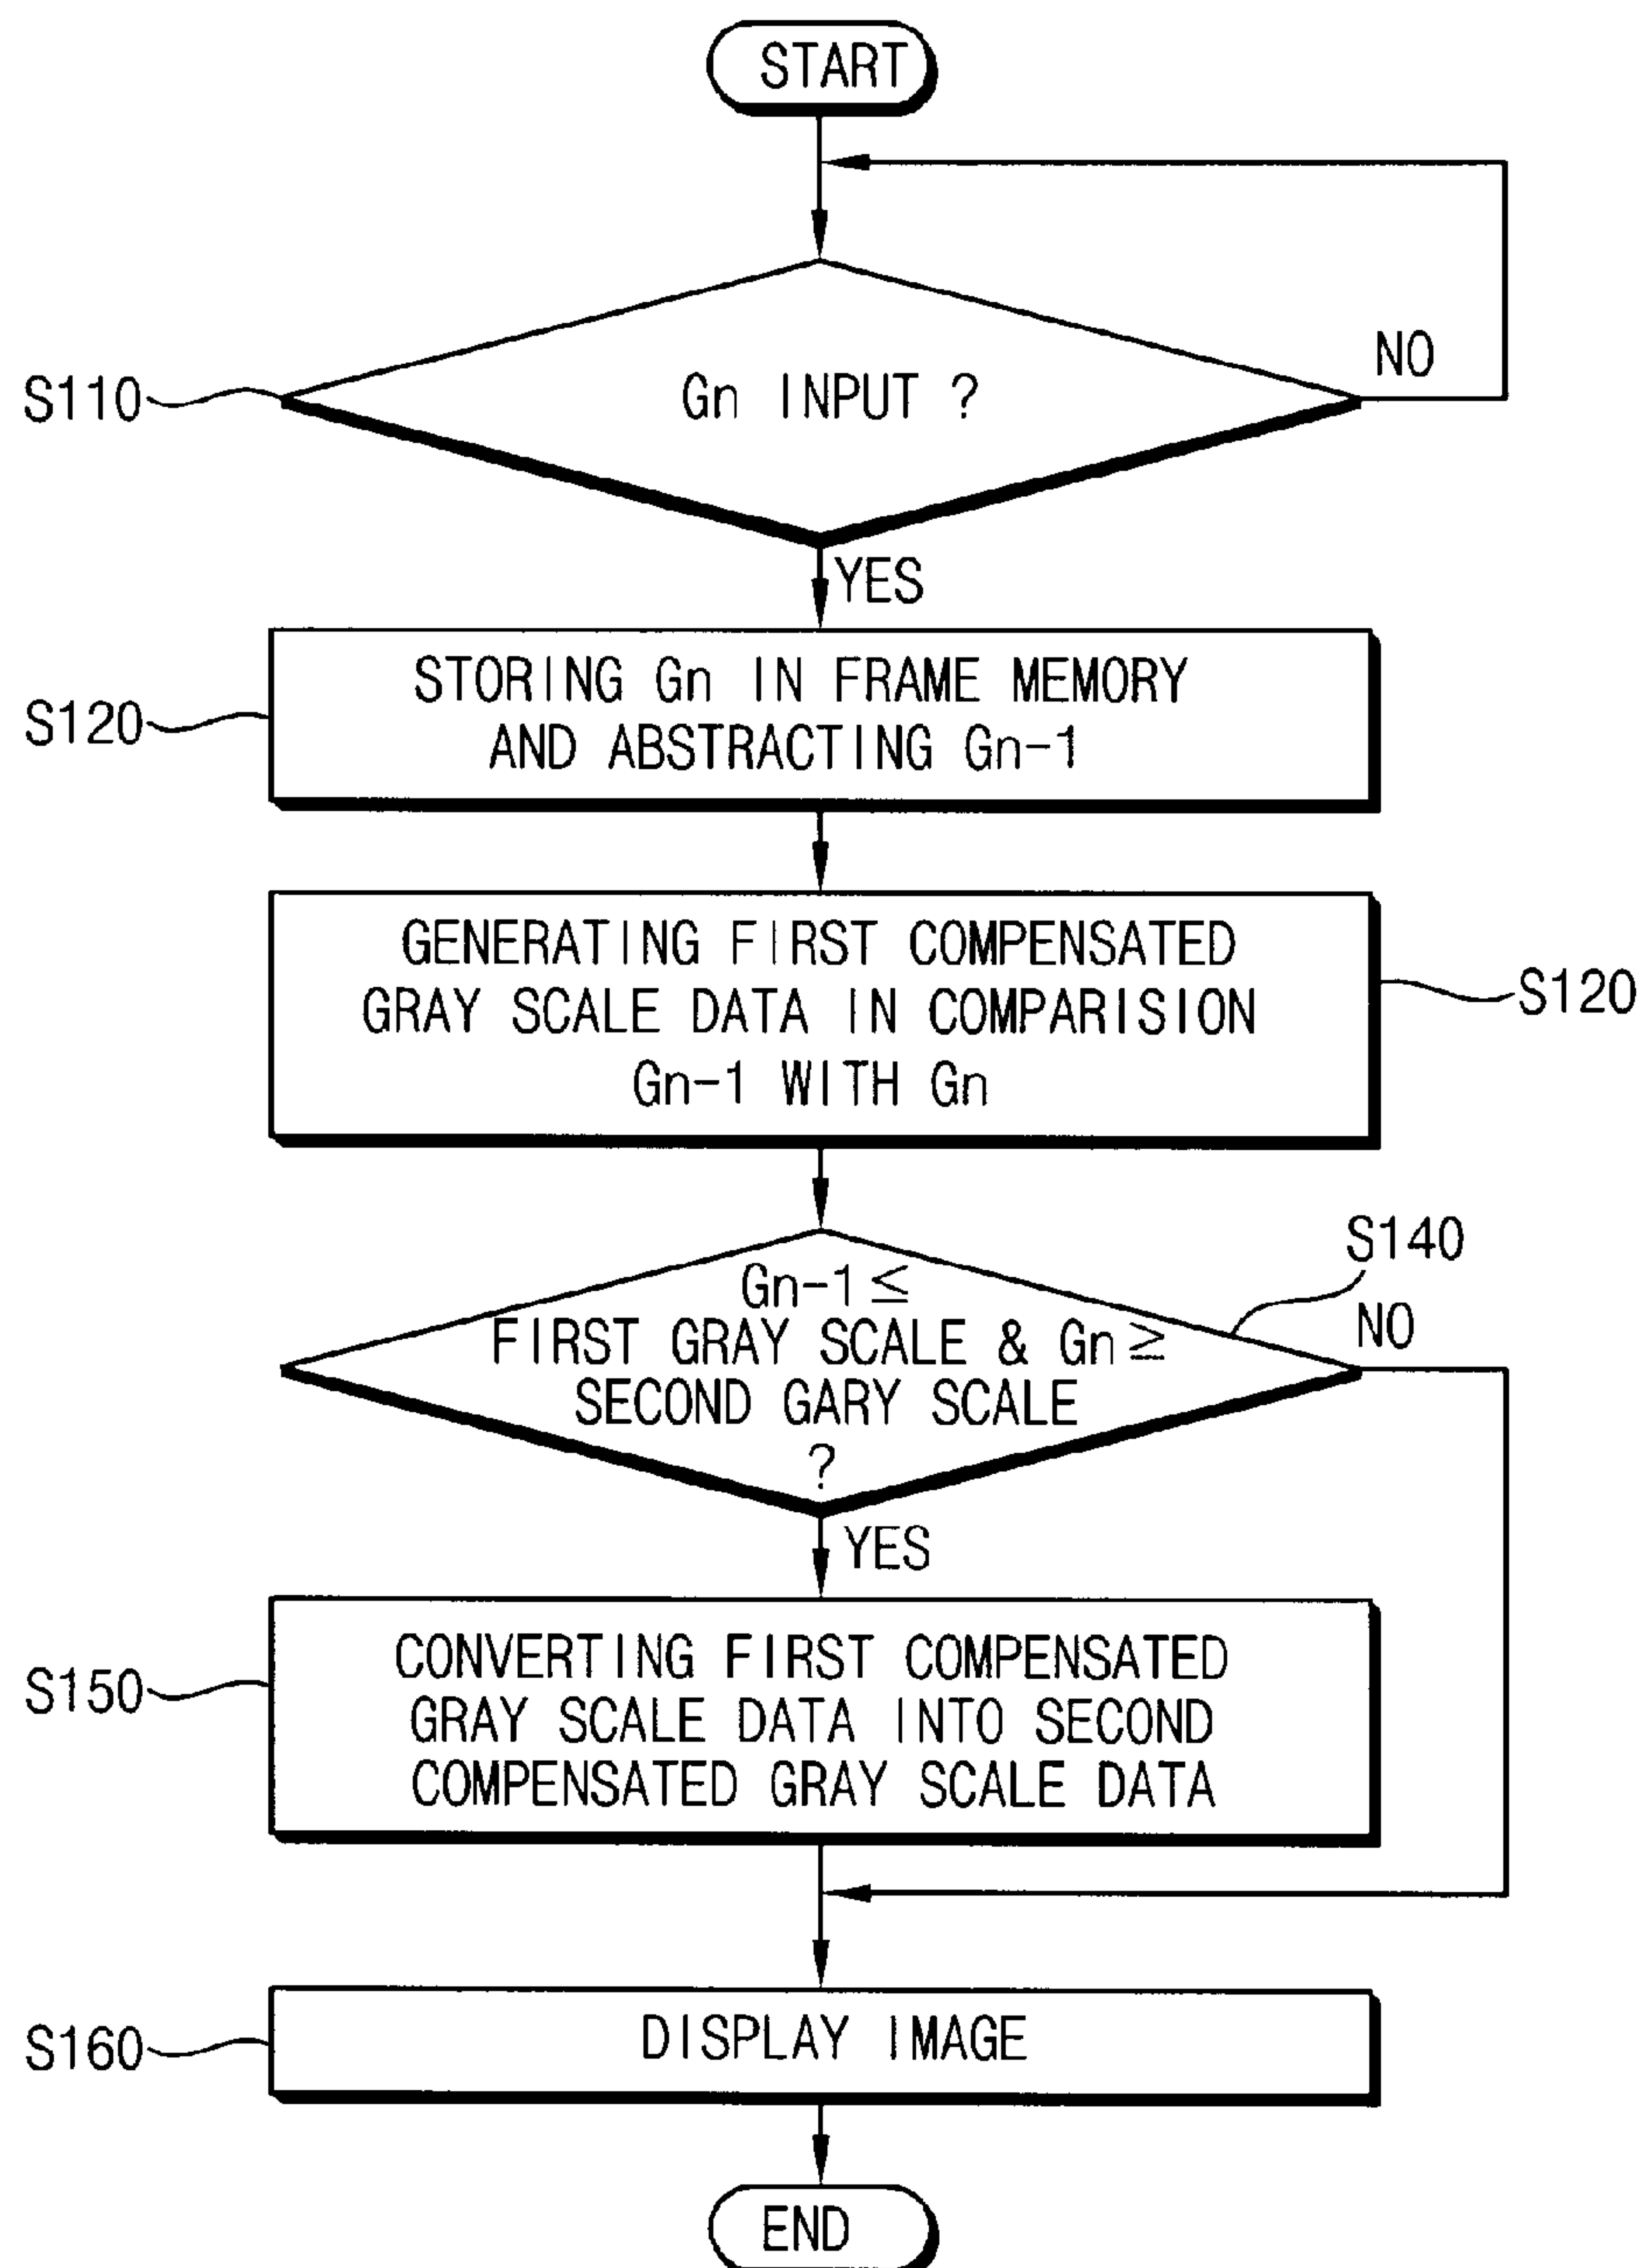 START
NO
S110
Gn INPUT ?
YES
S120
STORING Gn IN FRAME MEMORY
AND ABSTRACTING Gn-1
GENERATING FIRST COMPENSATED
GRAY SCALE DATA IN COMPARISION
Gn-1 WITH Gn
S120
S140
NO
Gn-1 ≤
FIRST GRAY SCALE & Gn ≥
SECOND GARY SCALE
?
YES
S150
CONVERTING FIRST COMPENSATED
GRAY SCALE DATA INTO SECOND
COMPENSATED GRAY SCALE DATA
S160
DISPLAY IMAGE
END